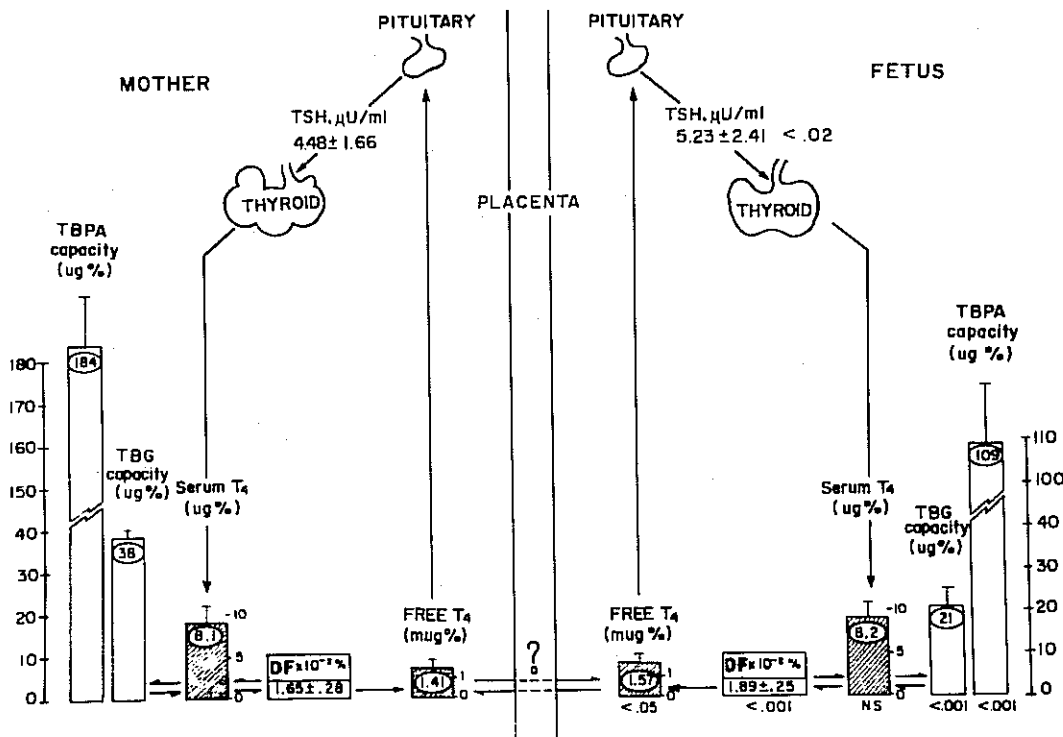 PITUITARY
MOTHER
TSH, µU/ml
4.48±1.66
THYROID
TBPA
capacity
(ug%)
184
TBG
capacity
(ug%)
38
Serum T4
(ug%)
8.1
180
170
160
150
40
30
20
10
0
10
5
0
DF x10⁻² %
1.65±.28
FREE T4
(mug%)
1.41
1
0
PLACENTA
?
PITUITARY
FETUS
TSH, µU/ml
5.23±2.41 <.02
THYROID
TBPA
capacity
(ug%)
109
Serum T4
(ug%)
8.2
TBG
capacity
(ug%)
21
FREE T4
(mug%)
1.57
1
0
DF x10⁻² %
1.89±.25
10
5
0
110
100
40
30
20
10
0
<.05
<.001
NS
<.001
<.001